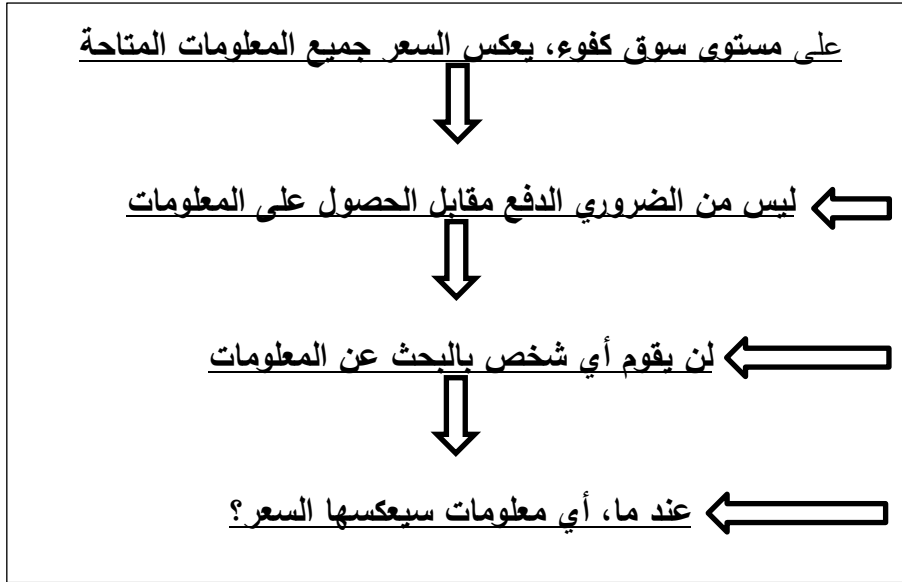 على مستوى سوق كفوء، يعكس السعر جميع المعلومات المتاحة
ليس من الضروري الدفع مقابل الحصول على المعلومات
لن يقوم أي شخص بالبحث عن المعلومات
عند ما، أي معلومات سيعكسها السعر؟